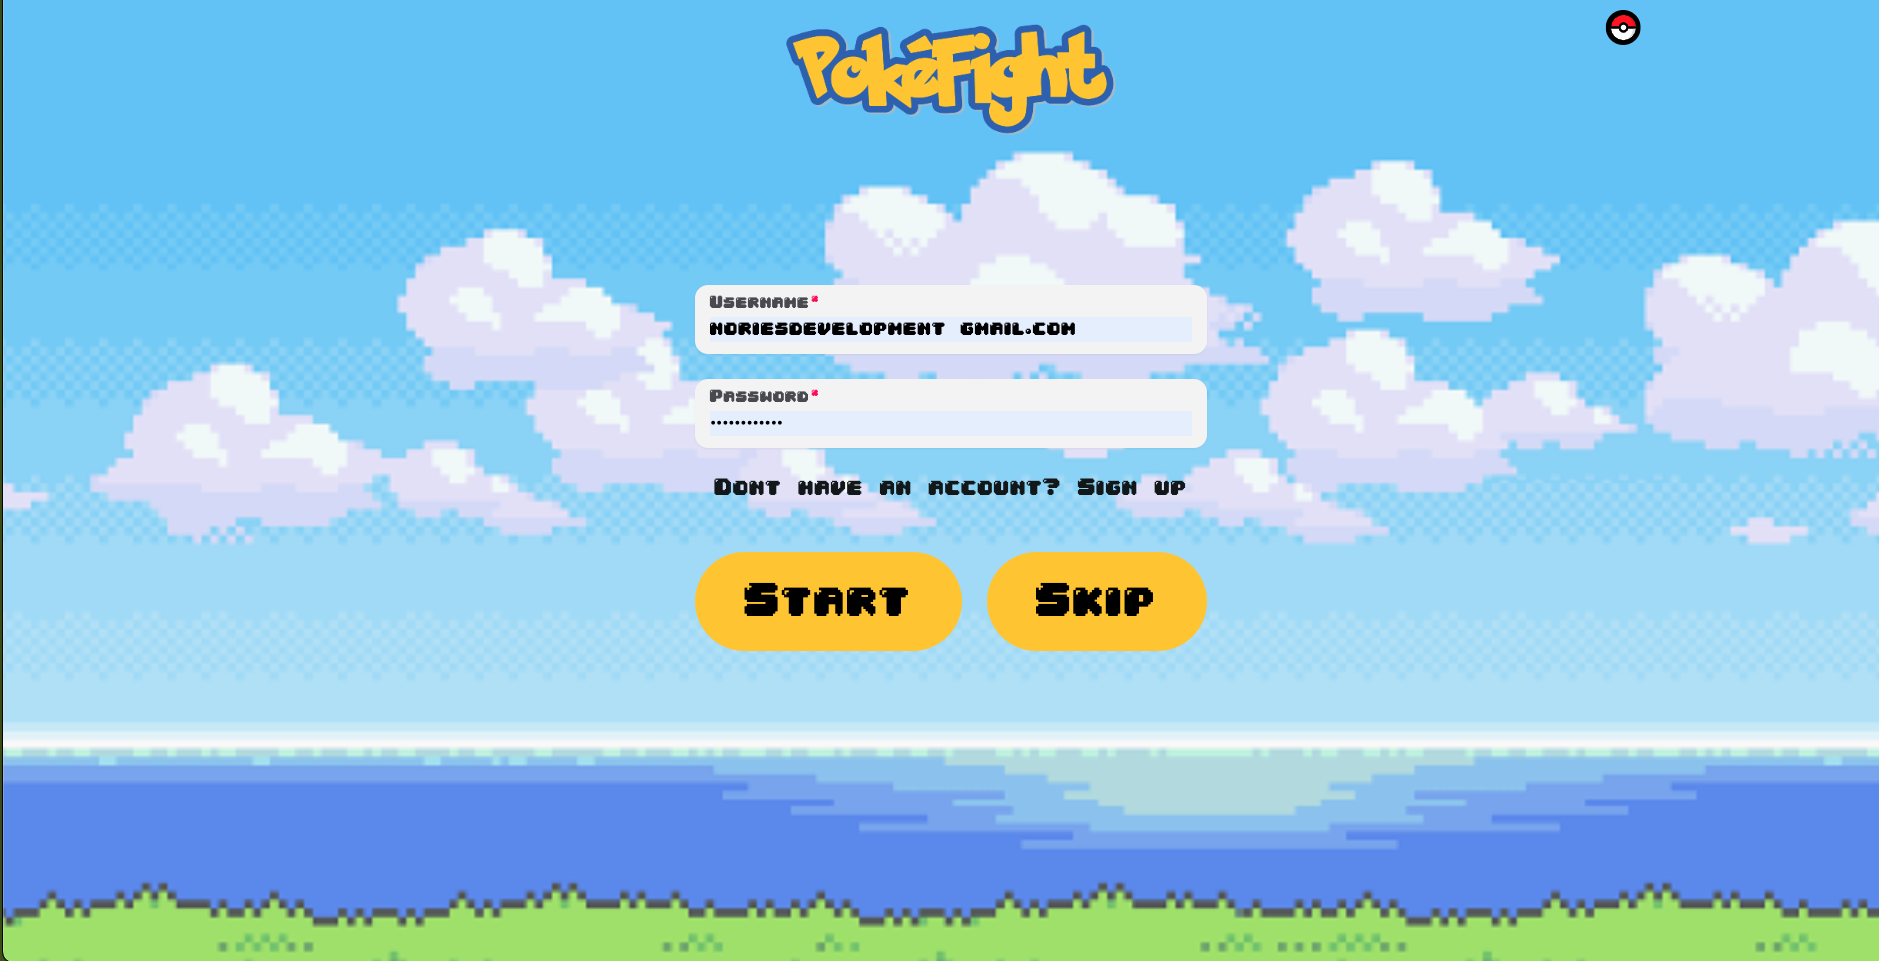 PokéFight
Username*
noriesdevelopment gmail.com
Password*
••••••••••••
Dont have an account? Sign up
Start
Skip